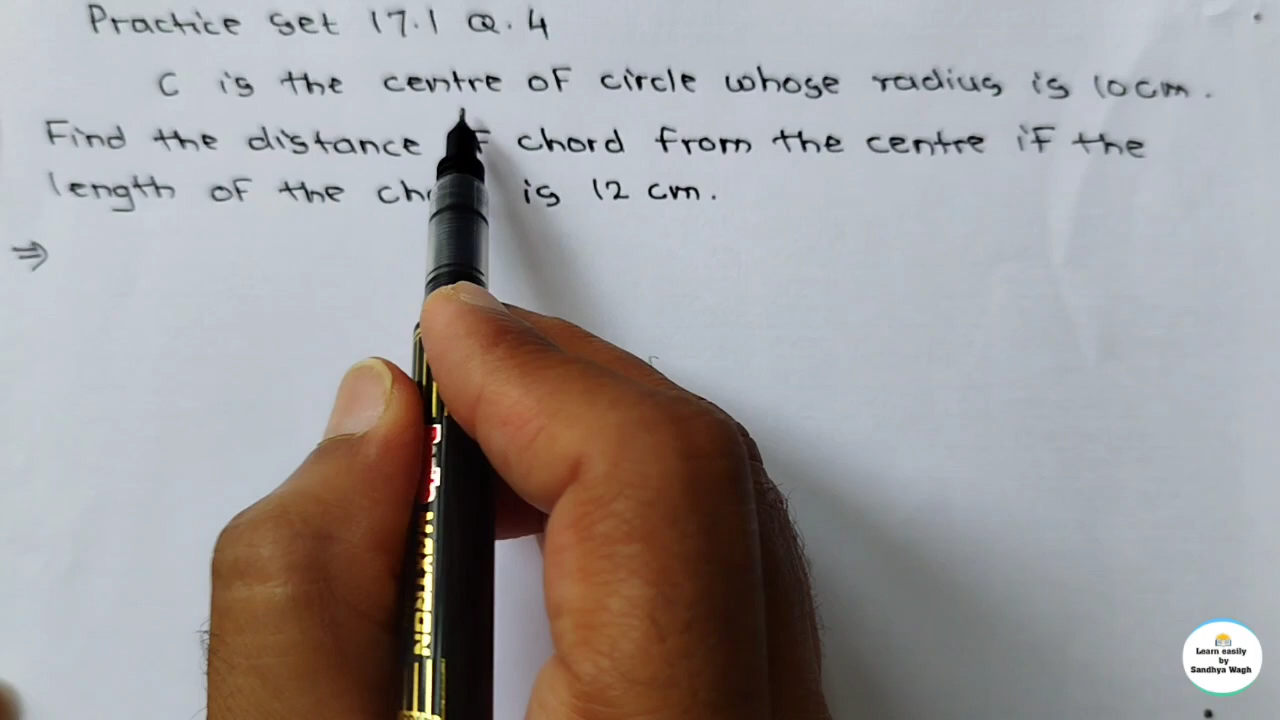 Practice set 17.1 Q.4
C is the centre of circle whose radius is 10cm.
Find the distance chord from the centre if the
length of the is 12 cm.
⇒
Learn easily
by
Sandhya Wagh